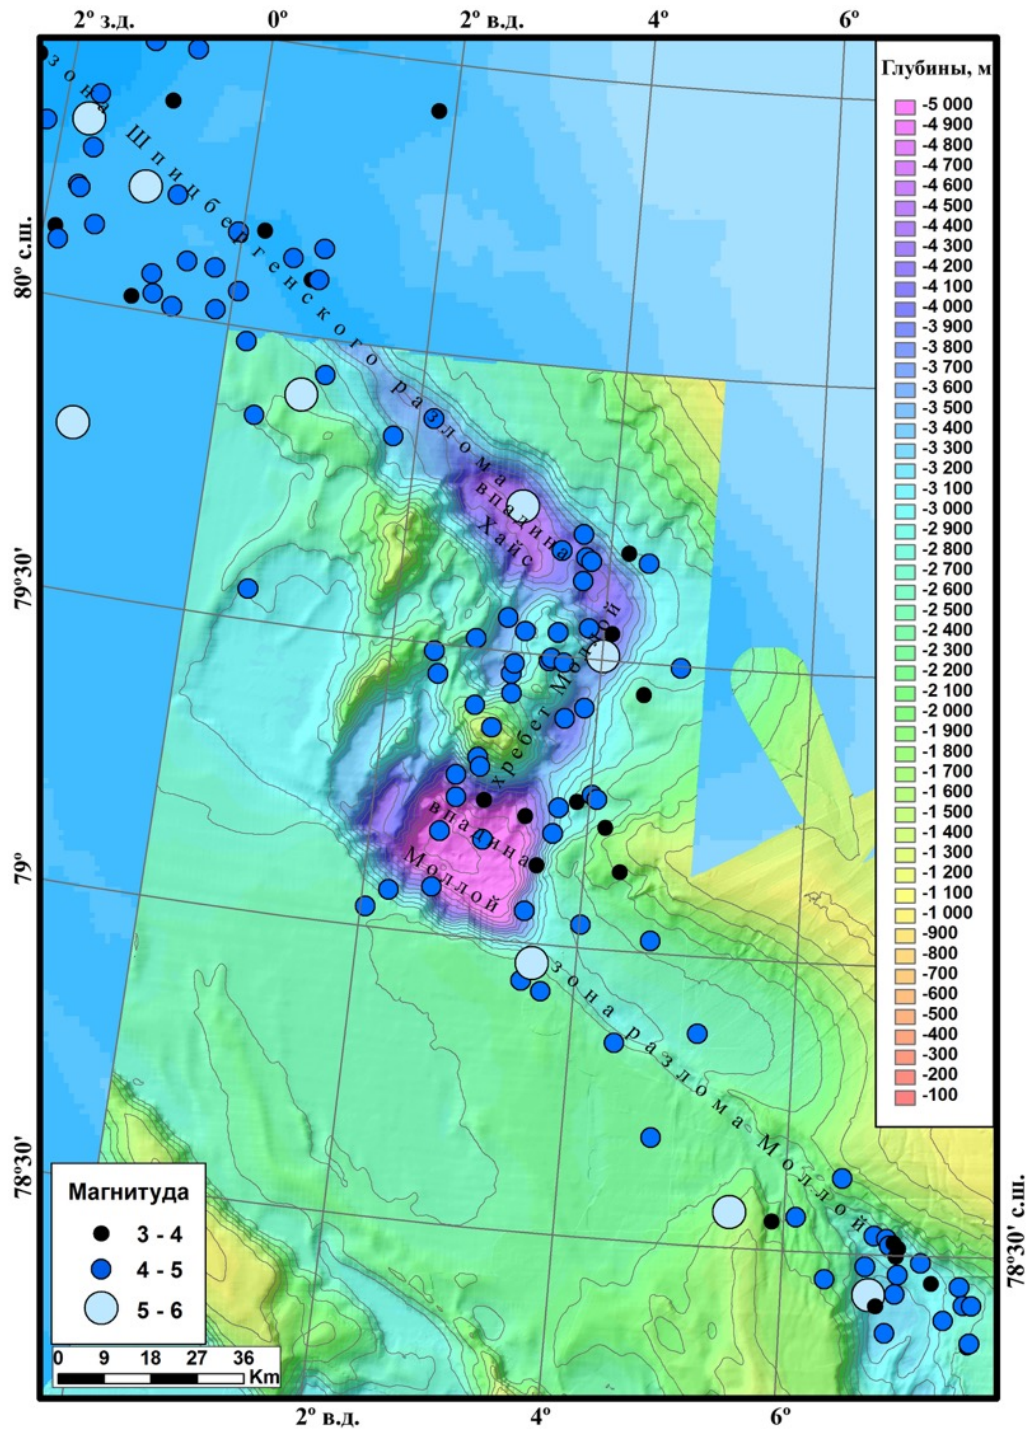 2º з.д.
0º
2º в.д.
4º
6º
Глубины, м
-5 000
-4 900
-4 800
-4 700
-4 600
-4 500
-4 400
-4 300
-4 200
-4 100
-4 000
-3 900
-3 800
-3 700
-3 600
-3 500
-3 400
-3 300
-3 200
-3 100
-3 000
-2 900
-2 800
-2 700
-2 600
-2 500
-2 400
-2 300
-2 200
-2 100
-2 000
-1 900
-1 800
-1 700
-1 600
-1 500
-1 400
-1 300
-1 200
-1 100
-1 000
-900
-800
-700
-600
-500
-400
-300
-200
-100
80º с.ш.
79º30'
79º
78º30'
78º30' с.ш.
зона Шпицбергенского разлома
впадина
Хайс
хребет Моллой
впадина
Моллой
зона разлома Моллой
Магнитуда
3 - 4
4 - 5
5 - 6
0 9 18 27 36
Km
2º в.д.
4º
6º